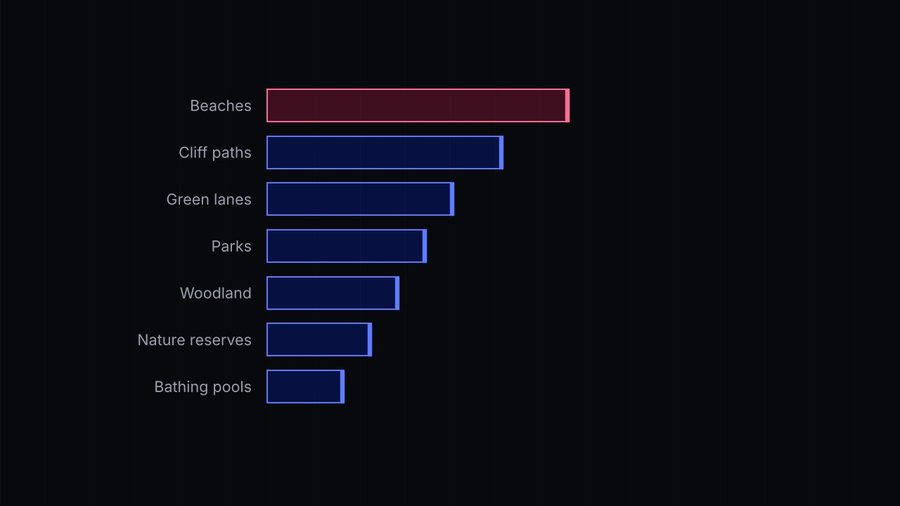 Beaches
Cliff paths
Green lanes
Parks
Woodland
Nature reserves
Bathing pools